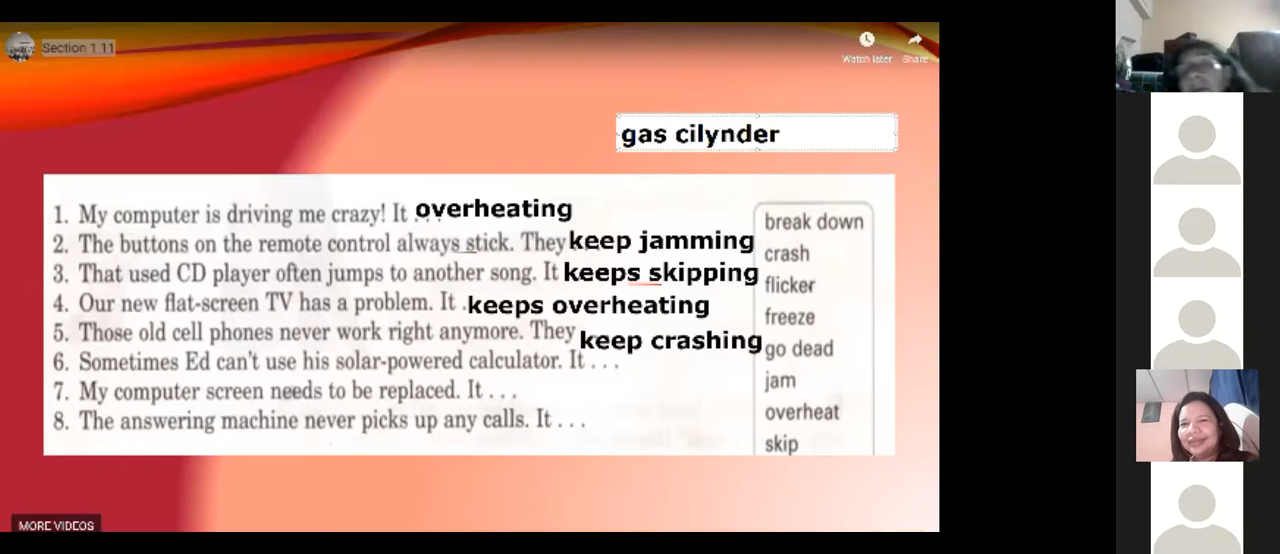 Section 1 11
Watch later
Share
gas cilynder
1. My computer is driving me crazy! It ... overheating
2. The buttons on the remote control always stick. They keep jamming
3. That used CD player often jumps to another song. It keeps skipping
4. Our new flat-screen TV has a problem. It . keeps overheating
5. Those old cell phones never work right anymore. They keep crashing
6. Sometimes Ed can't use his solar-powered calculator. It ...
7. My computer screen needs to be replaced. It ...
8. The answering machine never picks up any calls. It ...
break down
crash
flicker
freeze
go dead
jam
overheat
skip
MORE VIDEOS